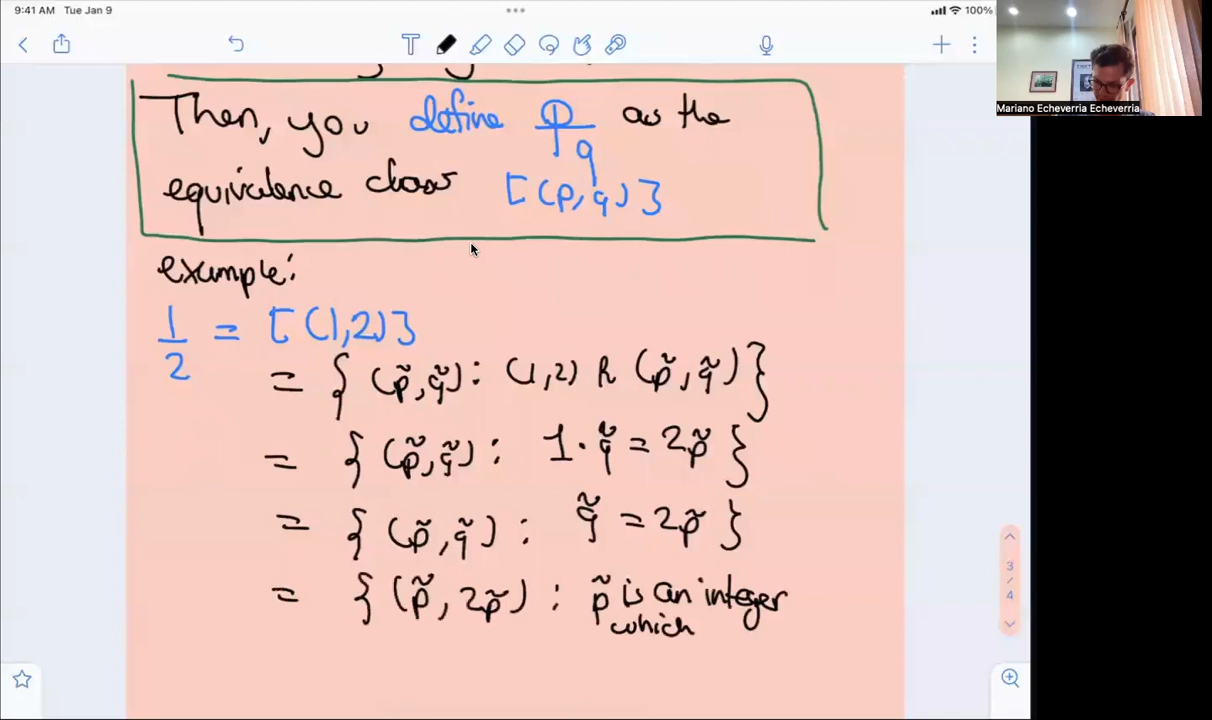 9:41 AM Tue Jan 9
100%
Mariano Echeverria Echeverria
Then, you define p/q as the
equivalence class [(p,q)]
example:
1/2 = [(1,2)]
= { (p̃,q̃): (1,2) R (p̃,q̃) }
= { (p̃,q̃): 1·q̃ = 2p̃ }
= { (p̃,q̃): q̃ = 2p̃ }
= { (p̃, 2p̃) : p̃ is an integer
which
3/4